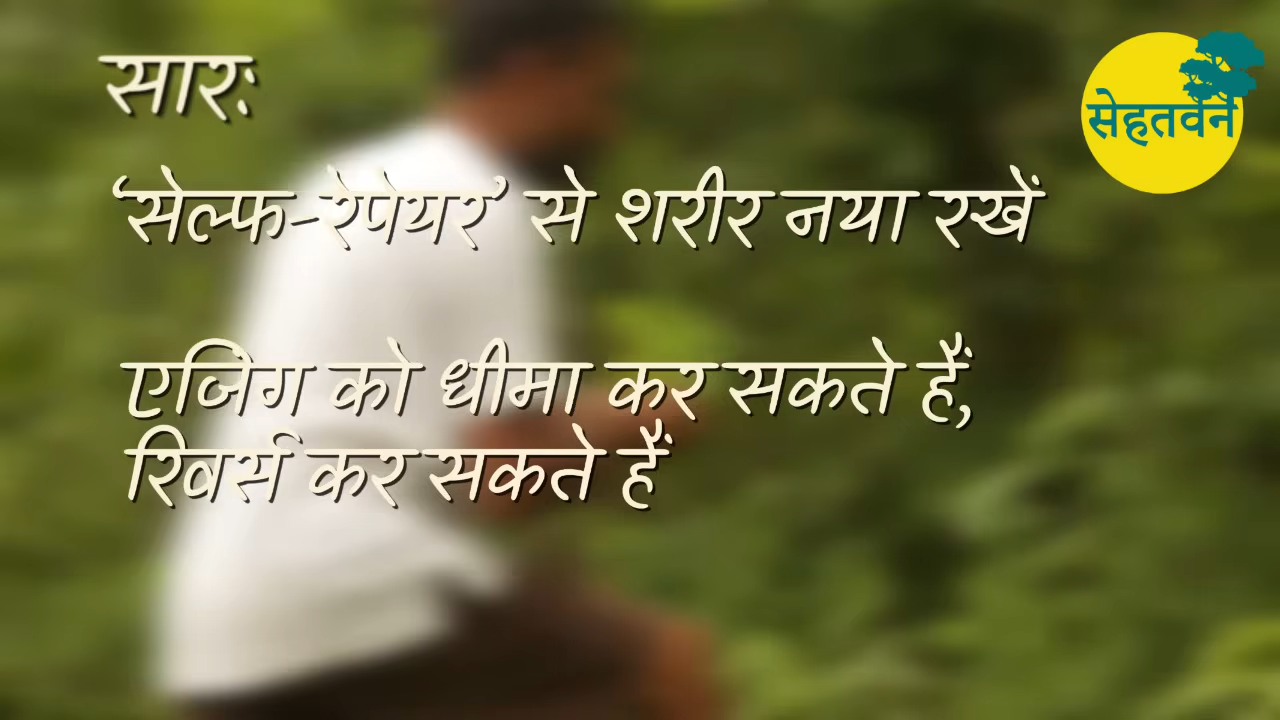 सार:
सेहतवन
‘सेल्फ-रेपेयर’ से शरीर नया रखें
एजिंग को धीमा कर सकते हैं,
रिवर्स कर सकते हैं